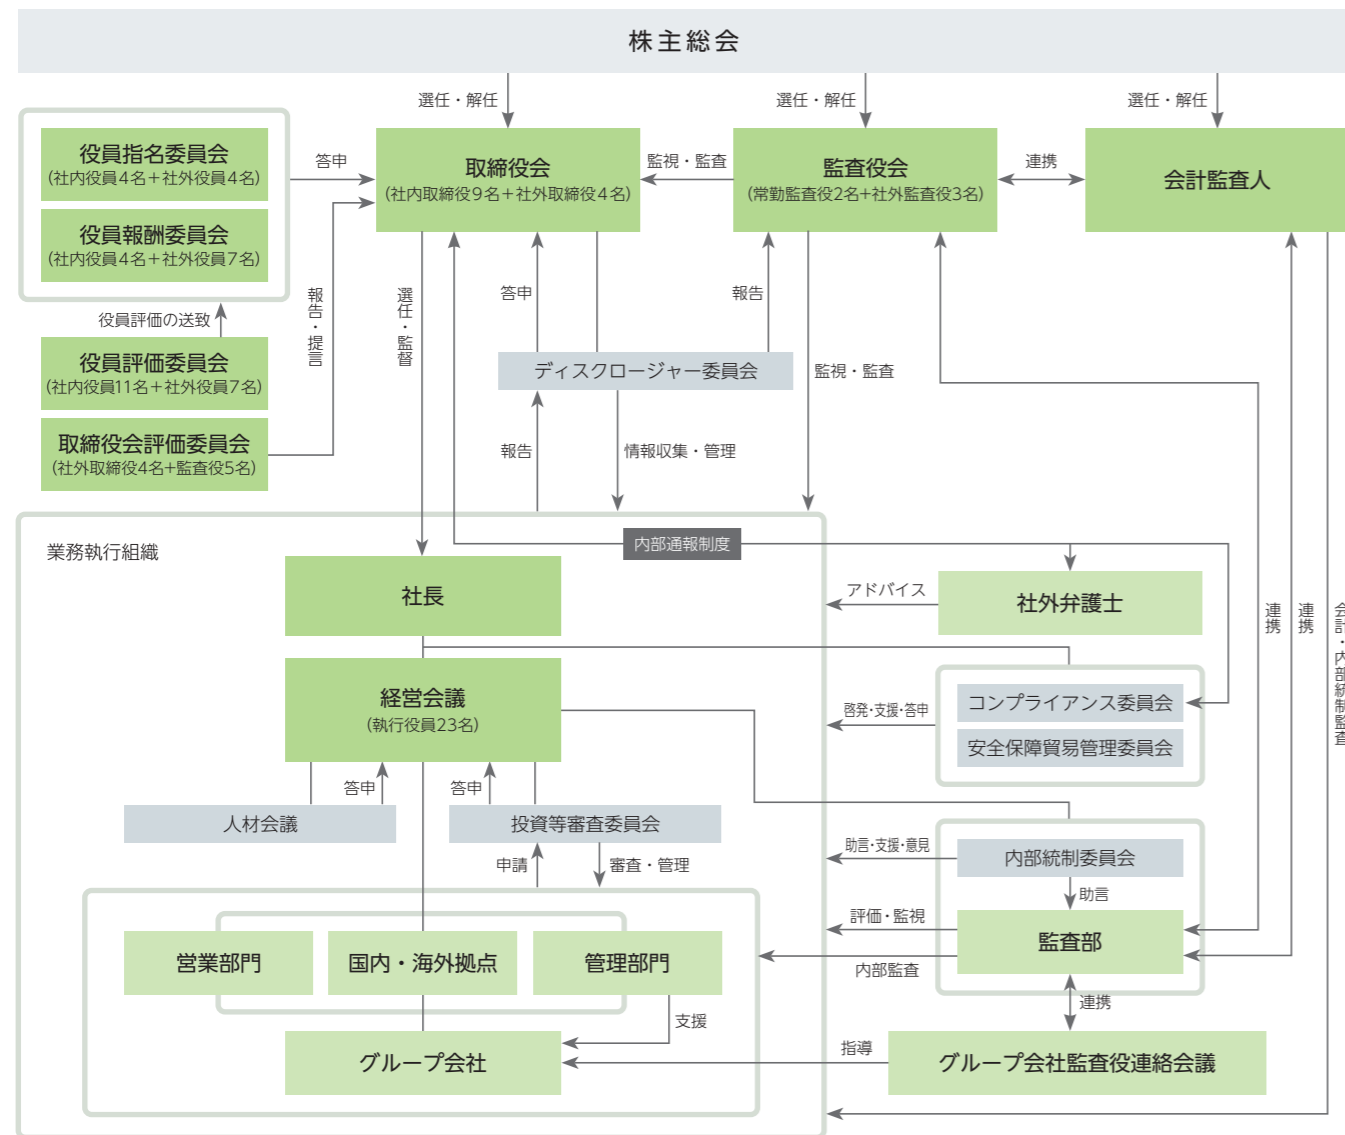 株主総会
選任・解任
選任・解任
選任・解任
役員指名委員会
(社内役員4名+社外役員4名)
答申
取締役会
(社内取締役9名+社外取締役4名)
監視・監査
監査役会
(常勤監査役2名+社外監査役3名)
連携
会計監査人
役員報酬委員会
(社内役員4名+社外役員7名)
役員評価の送致
報告・提言
選任・監督
答申
報告
役員評価委員会
(社内役員11名+社外役員7名)
ディスクロージャー委員会
監視・監査
取締役会評価委員会
(社外取締役4名+監査役5名)
報告
情報収集・管理
業務執行組織
内部通報制度
社長
アドバイス
社外弁護士
連携
連携
会計・内部統制監査
経営会議
(執行役員23名)
啓発・支援・答申
コンプライアンス委員会
安全保障貿易管理委員会
答申
答申
人材会議
投資等審査委員会
助言・支援・意見
内部統制委員会
申請
審査・管理
助言
評価・監視
監査部
営業部門
国内・海外拠点
管理部門
内部監査
連携
支援
グループ会社
指導
グループ会社監査役連絡会議